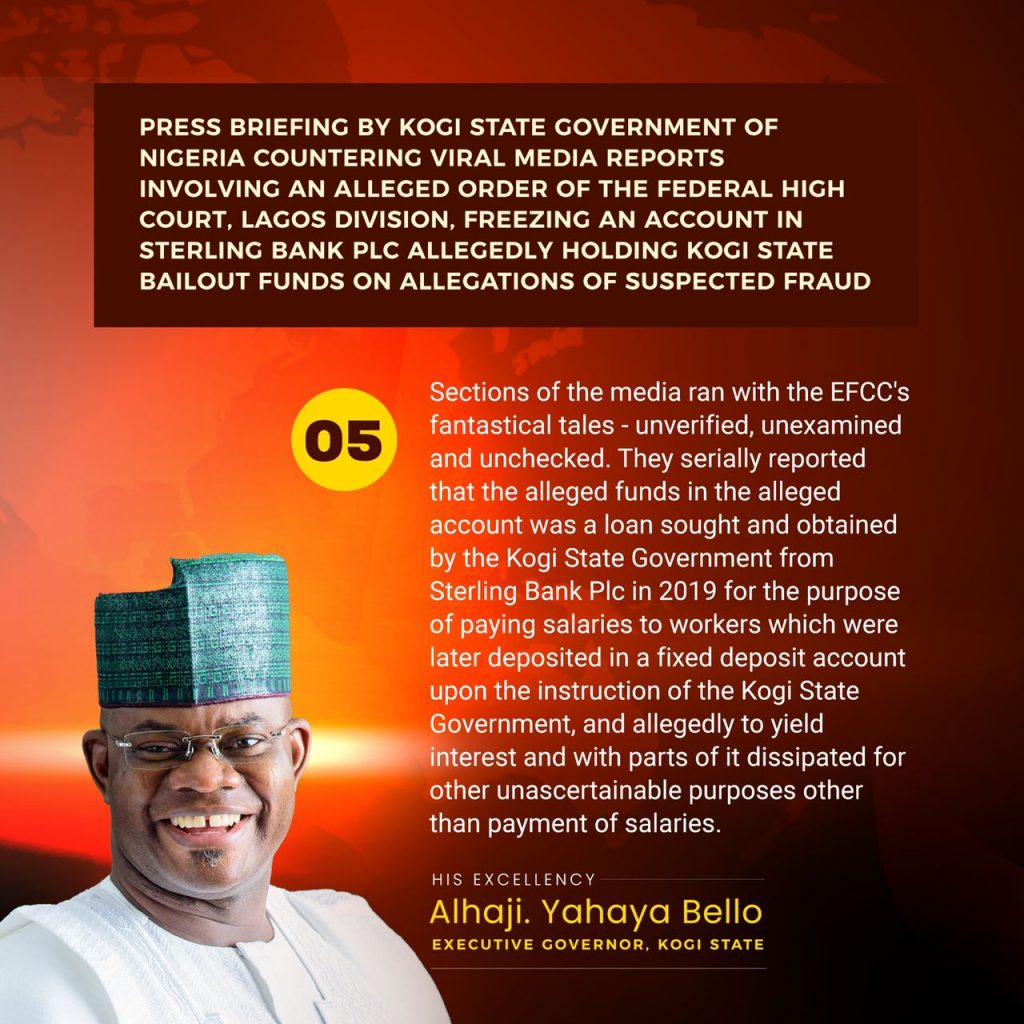 PRESS BRIEFING BY KOGI STATE GOVERNMENT OF
NIGERIA COUNTERING VIRAL MEDIA REPORTS
INVOLVING AN ALLEGED ORDER OF THE FEDERAL HIGH
COURT, LAGOS DIVISION, FREEZING AN ACCOUNT IN
STERLING BANK PLC ALLEGEDLY HOLDING KOGI STATE
BAILOUT FUNDS ON ALLEGATIONS OF SUSPECTED FRAUD
05
Sections of the media ran with the EFCC's
fantastical tales - unverified, unexamined
and unchecked. They serially reported
that the alleged funds in the alleged
account was a loan sought and obtained
by the Kogi State Government from
Sterling Bank Plc in 2019 for the purpose
of paying salaries to workers which were
later deposited in a fixed deposit account
upon the instruction of the Kogi State
Government, and allegedly to yield
interest and with parts of it dissipated for
other unascertainable purposes other
than payment of salaries.
HIS EXCELLENCY
Alhaji. Yahaya Bello
EXECUTIVE GOVERNOR, KOGI STATE